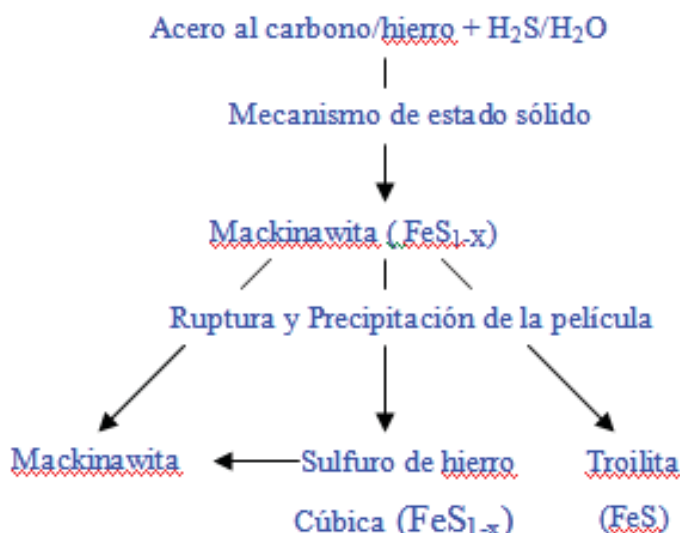 Acero al carbono/hierro + H₂S/H₂O
Mecanismo de estado sólido
Mackinawita ( FeS₁₋ₓ)
Ruptura y Precipitación de la película
Mackinawita Sulfuro de hierro Troilita
Cúbica (FeS₁₋ₓ) (FeS)